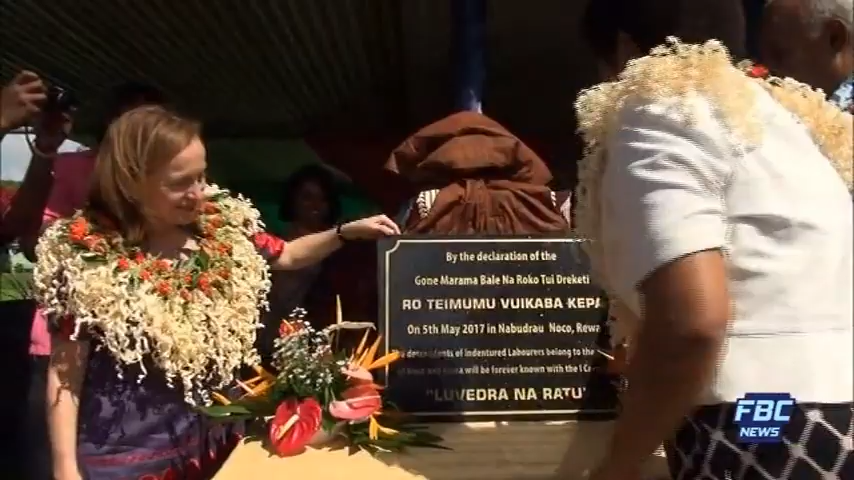 By the declaration of the
Gone Marama Bale Na Roko Tui Dreketi
RO TEIMUMU VUIKABA KEPA
On 5th May 2017 in Nabudrau Noco, Rewa
of Indentured Labourers belong to the
will be forever known with the
"LUVEDRA NA RATU"
FBC
NEWS